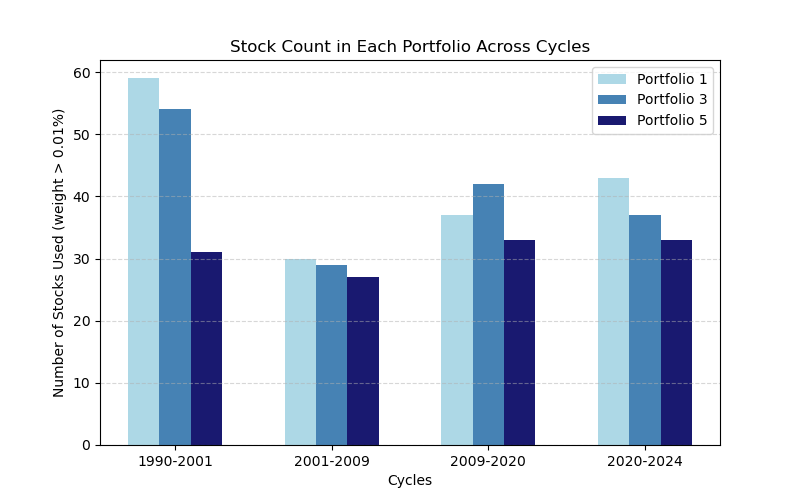 Stock Count in Each Portfolio Across Cycles
Number of Stocks Used (weight > 0.01%)
60
50
40
30
20
10
0
Portfolio 1
Portfolio 3
Portfolio 5
1990-2001
2001-2009
2009-2020
2020-2024
Cycles